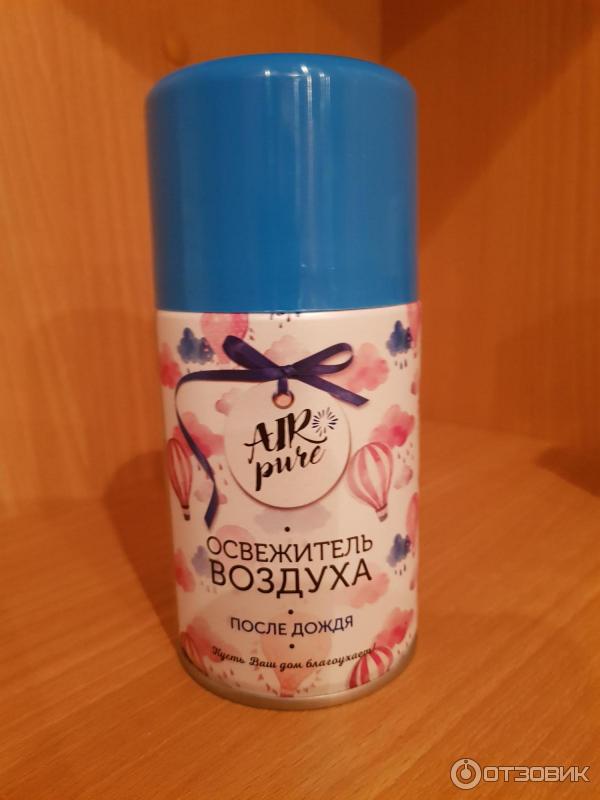 AIR
pure
ОСВЕЖИТЕЛЬ
ВОЗДУХА
ПОСЛЕ ДОЖДЯ
Пусть Ваш дом благоухает!
ОТЗОВИК